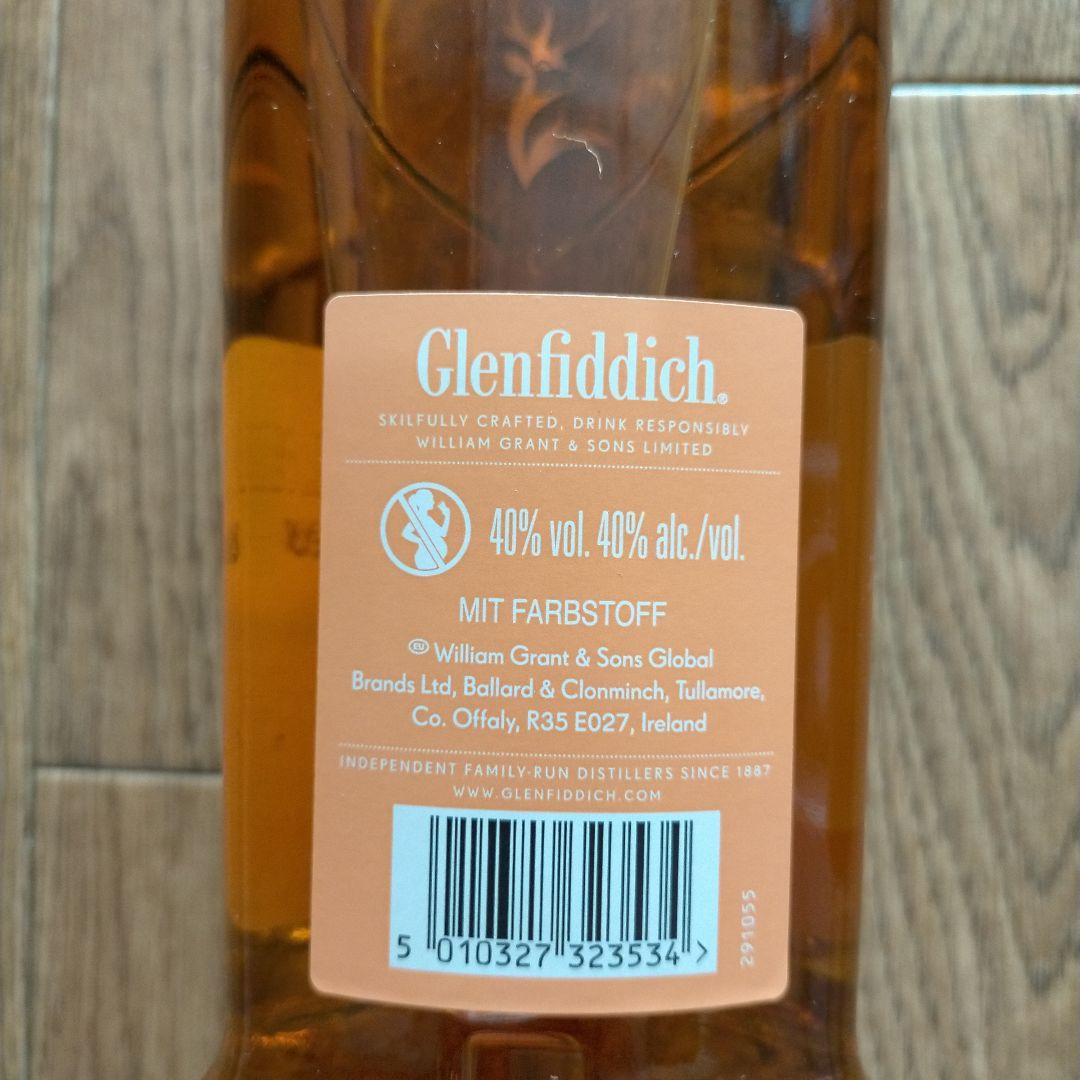 Glenfiddich®
SKILFULLY CRAFTED, DRINK RESPONSIBLY
WILLIAM GRANT & SONS LIMITED
40% vol. 40% alc./vol.
MIT FARBSTOFF
EU William Grant & Sons Global
Brands Ltd, Ballard & Clonminch, Tullamore,
Co. Offaly, R35 E027, Ireland
INDEPENDENT FAMILY-RUN DISTILLERS SINCE 1887
WWW.GLENFIDDICH.COM
5 010327 323534 >
291055